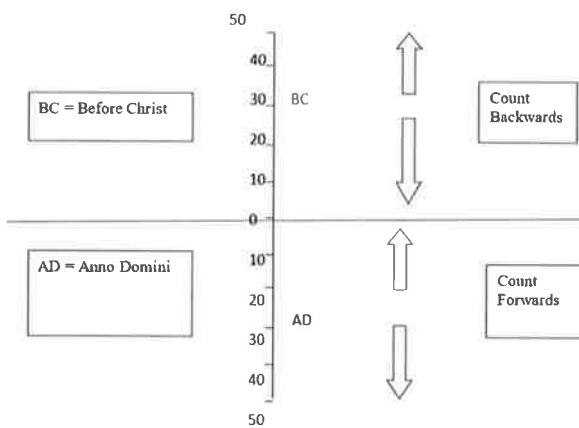 50
40
BC = Before Christ
30
BC
Count
Backwards
20
10
0
AD = Anno Domini
10
Count
Forwards
20
AD
30
40
50